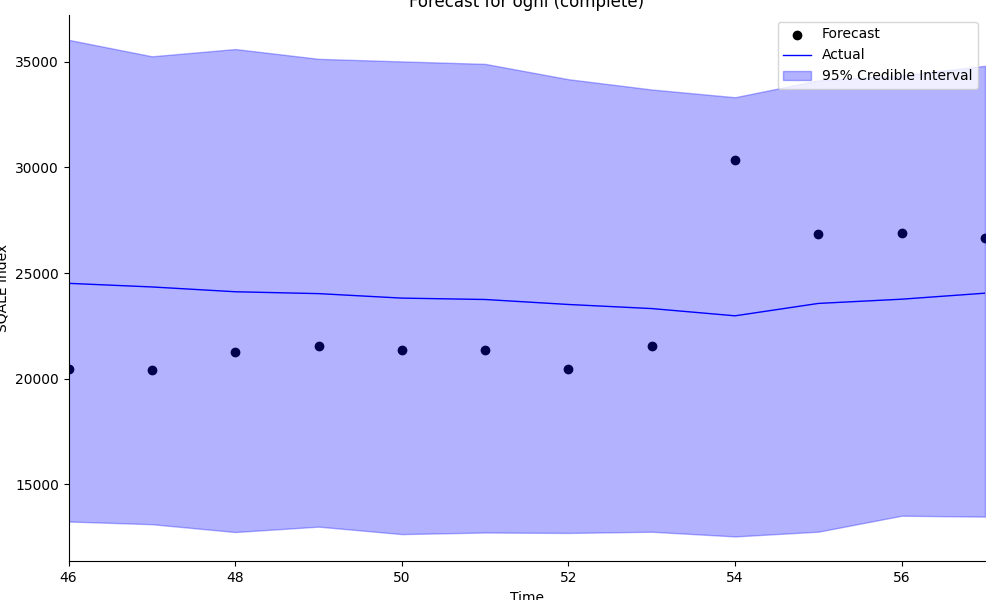 Forecast for ogni (complete)
Forecast
Actual
95% Credible Interval
35000
30000
25000
20000
15000
SQALE Index
46
48
50
52
54
56
Time